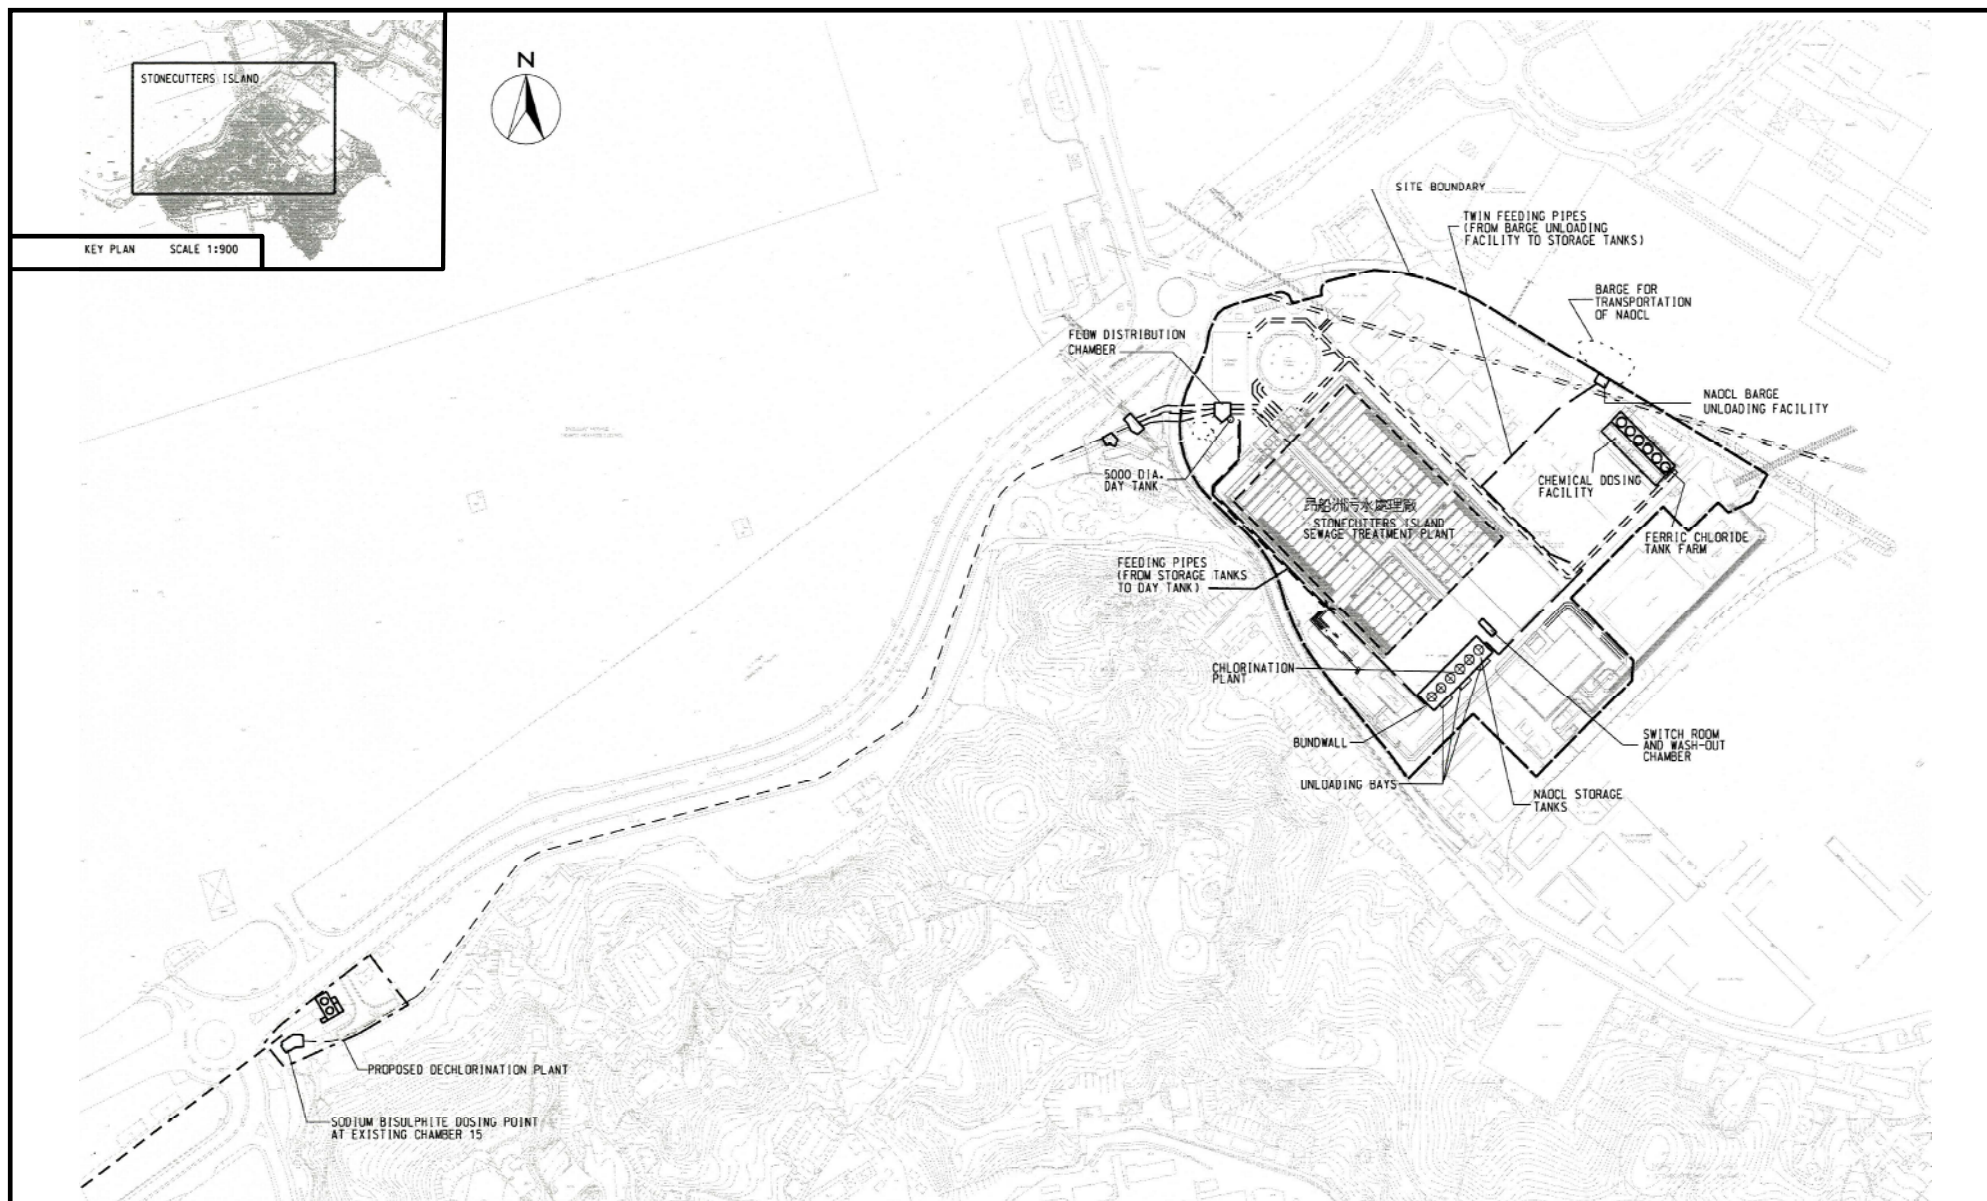 STONECUTTERS ISLAND
KEY PLAN SCALE 1:900
N
SITE BOUNDARY
TWIN FEEDING PIPES
(FROM BARGE UNLOADING
FACILITY TO STORAGE TANKS)
BARGE FOR
TRANSPORTATION
OF NAOCL
FLOW DISTRIBUTION
CHAMBER
NAOCL BARGE
UNLOADING FACILITY
5000 DIA.
DAY TANK
CHEMICAL DOSING
FACILITY
昂船洲污水處理廠
STONECUTTERS ISLAND
SEWAGE TREATMENT PLANT
FERRIC CHLORIDE
TANK FARM
FEEDING PIPES
(FROM STORAGE TANKS
TO DAY TANK)
CHLORINATION
PLANT
BUNDWALL
SWITCH ROOM
AND WASH-OUT
CHAMBER
UNLOADING BAYS
NAOCL STORAGE
TANKS
PROPOSED DECHLORINATION PLANT
SODIUM BISULPHITE DOSING POINT
AT EXISTING CHAMBER 15